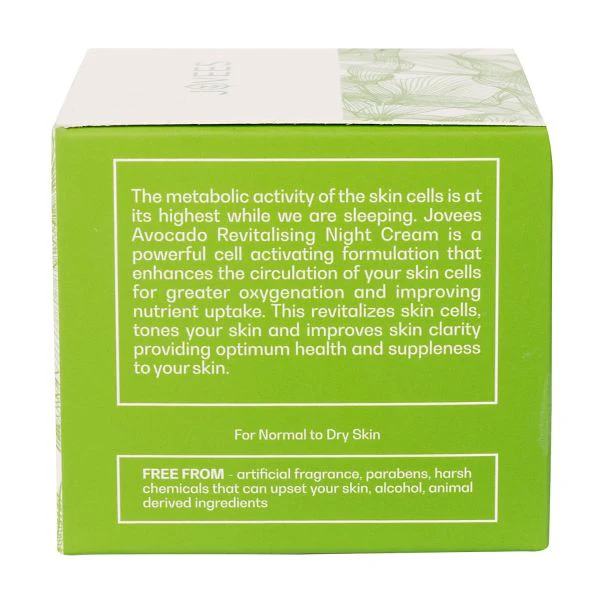 JOVEES
The metabolic activity of the skin cells is at
its highest while we are sleeping. Jovees
Avocado Revitalising Night Cream is a
powerful cell activating formulation that
enhances the circulation of your skin cells
for greater oxygenation and improving
nutrient uptake. This revitalizes skin cells,
tones your skin and improves skin clarity
providing optimum health and suppleness
to your skin.
For Normal to Dry Skin
FREE FROM - artificial fragrance, parabens, harsh
chemicals that can upset your skin, alcohol, animal
derived ingredients